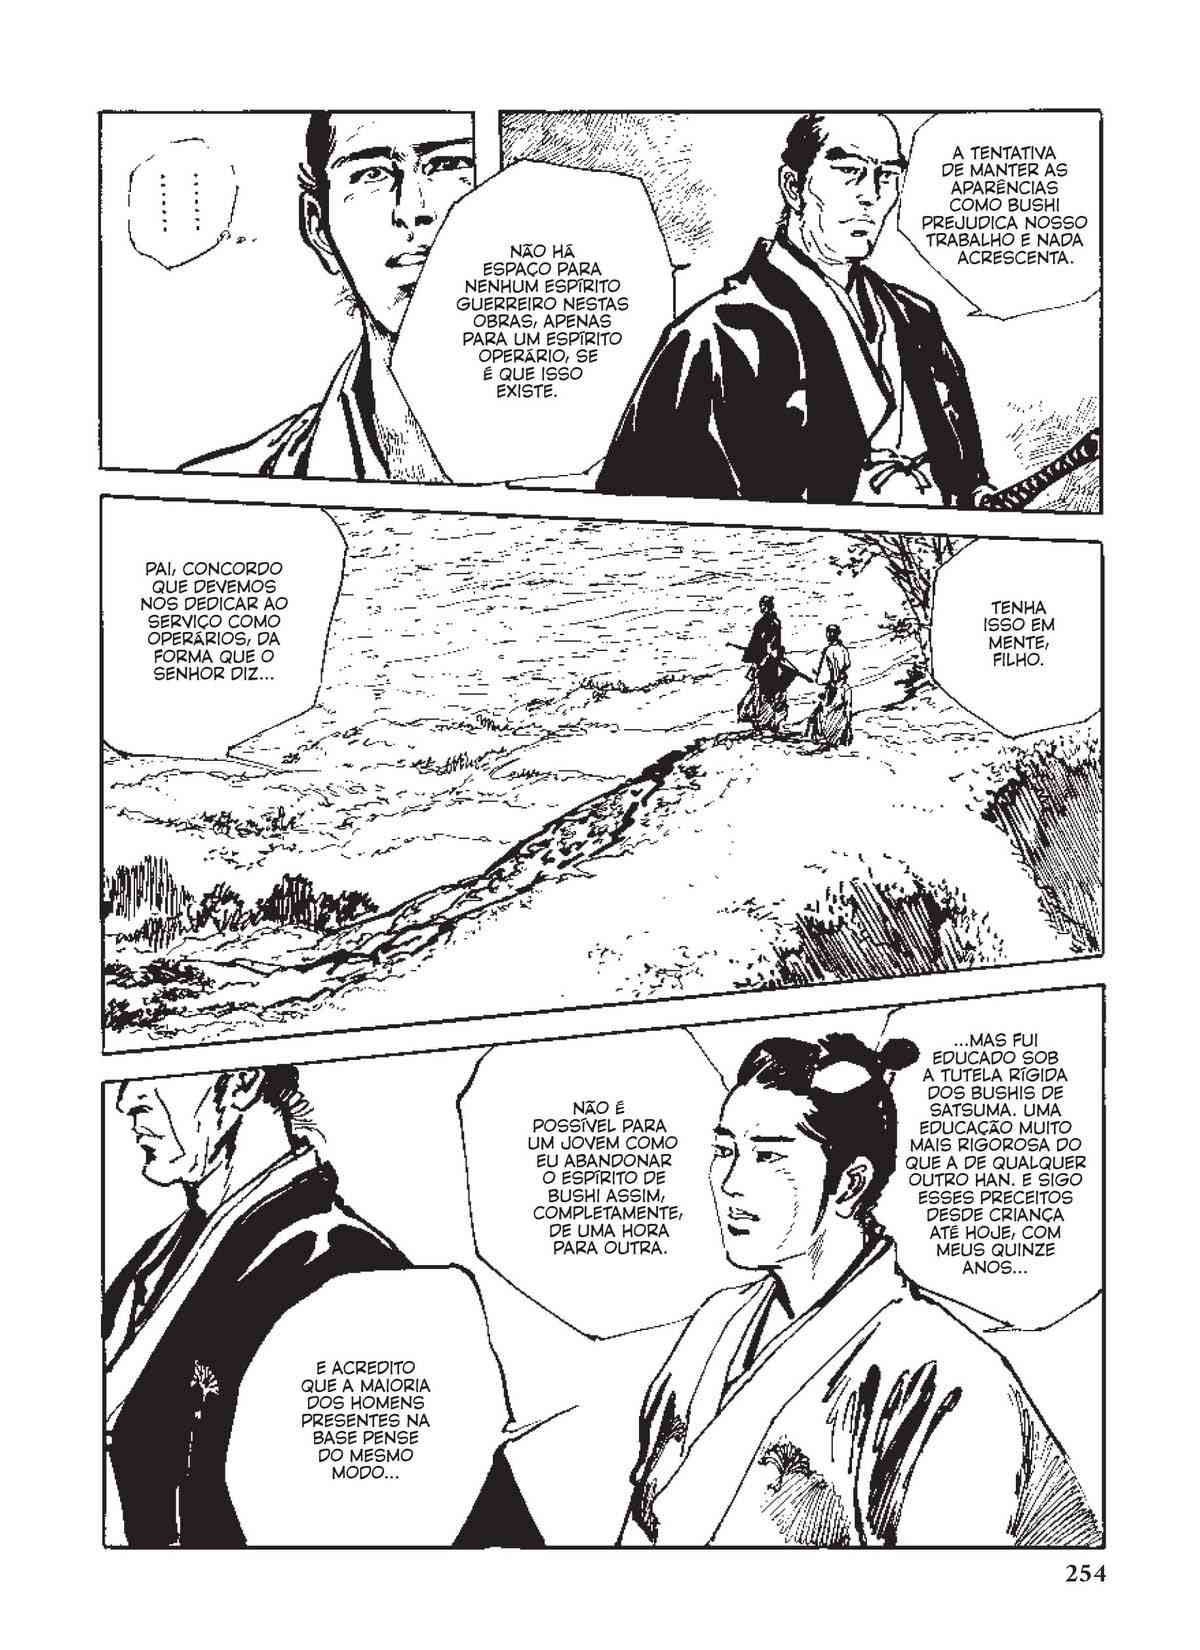 A TENTATIVA
DE MANTER AS
APARÊNCIAS
COMO BUSHI
PREJUDICA NOSSO
TRABALHO E NADA
ACRESCENTA.
NÃO HÁ
ESPAÇO PARA
NENHUM ESPÍRITO
GUERREIRO NESTAS
OBRAS, APENAS
PARA UM ESPÍRITO
OPERÁRIO, SE
É QUE ISSO
EXISTE.
TENHA
ISSO EM
MENTE,
FILHO.
PAI, CONCORDO
QUE DEVEMOS
NOS DEDICAR AO
SERVIÇO COMO
OPERÁRIOS, DA
FORMA QUE O
SENHOR DIZ...
...MAS FUI
EDUCADO SOB
A TUTELA RÍGIDA
DOS BUSHIS DE
SATSUMA. UMA
EDUCAÇÃO MUITO
MAIS RIGOROSA DO
QUE A DE QUALQUER
OUTRO HAN. E SIGO
ESSES PRECEITOS
DESDE CRIANÇA
ATÉ HOJE, COM
MEUS QUINZE
ANOS...
NÃO É
POSSÍVEL PARA
UM JOVEM COMO
EU ABANDONAR
O ESPÍRITO DE
BUSHI ASSIM,
COMPLETAMENTE,
DE UMA HORA
PARA OUTRA.
E ACREDITO
QUE A MAIORIA
DOS HOMENS
PRESENTES NA
BASE PENSE
DO MESMO
MODO...
254